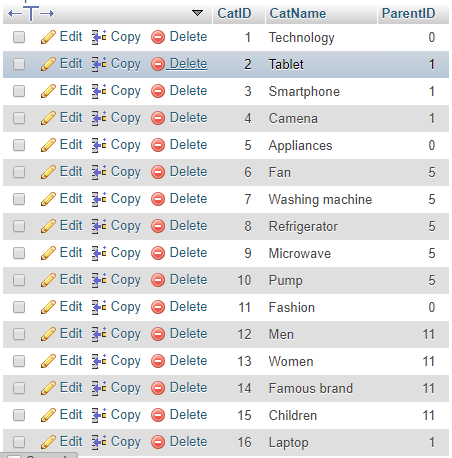 CatID CatName ParentID
Edit Copy Delete 1 Technology 0
Edit Copy Delete 2 Tablet 1
Edit Copy Delete 3 Smartphone 1
Edit Copy Delete 4 Camena 1
Edit Copy Delete 5 Appliances 0
Edit Copy Delete 6 Fan 5
Edit Copy Delete 7 Washing machine 5
Edit Copy Delete 8 Refrigerator 5
Edit Copy Delete 9 Microwave 5
Edit Copy Delete 10 Pump 5
Edit Copy Delete 11 Fashion 0
Edit Copy Delete 12 Men 11
Edit Copy Delete 13 Women 11
Edit Copy Delete 14 Famous brand 11
Edit Copy Delete 15 Children 11
Edit Copy Delete 16 Laptop 1